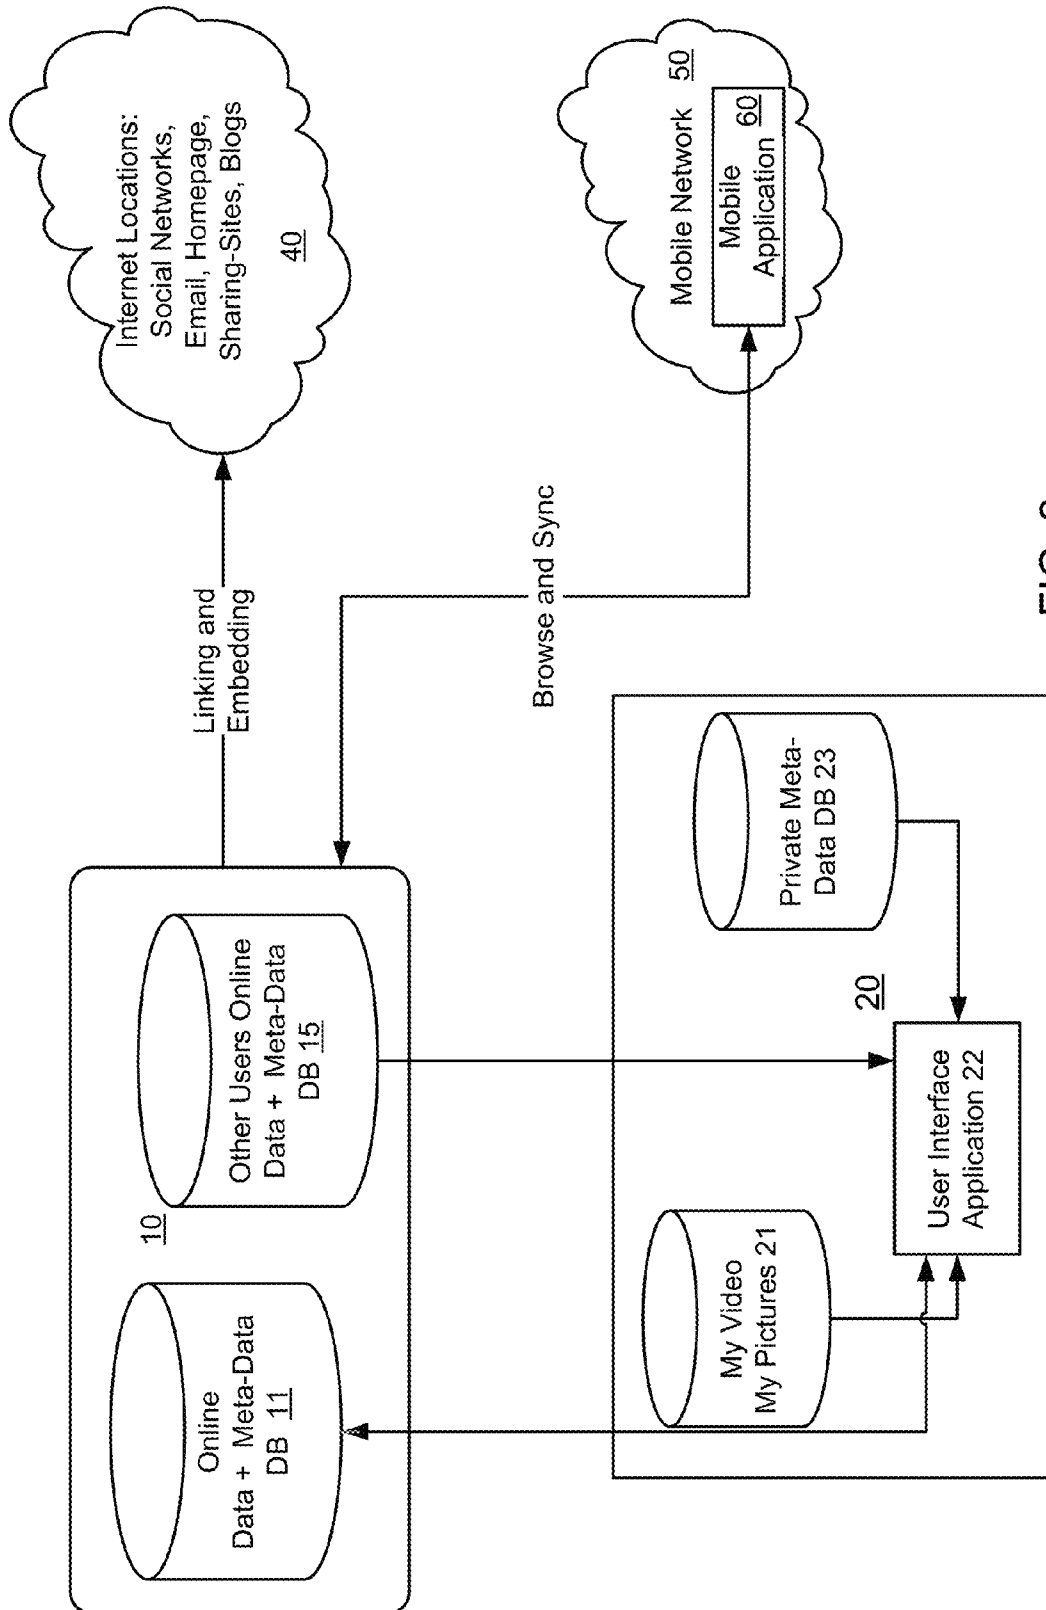 Online
Data + Meta-Data
DB 11
10
Other Users Online
Data + Meta-Data
DB 15
Linking and
Embedding
Internet Locations:
Social Networks,
Email, Homepage,
Sharing-Sites, Blogs
40
Browse and Sync
Mobile Network 50
Mobile
Application 60
My Video
My Pictures 21
20
User Interface
Application 22
Private Meta-
Data DB 23
FIG.